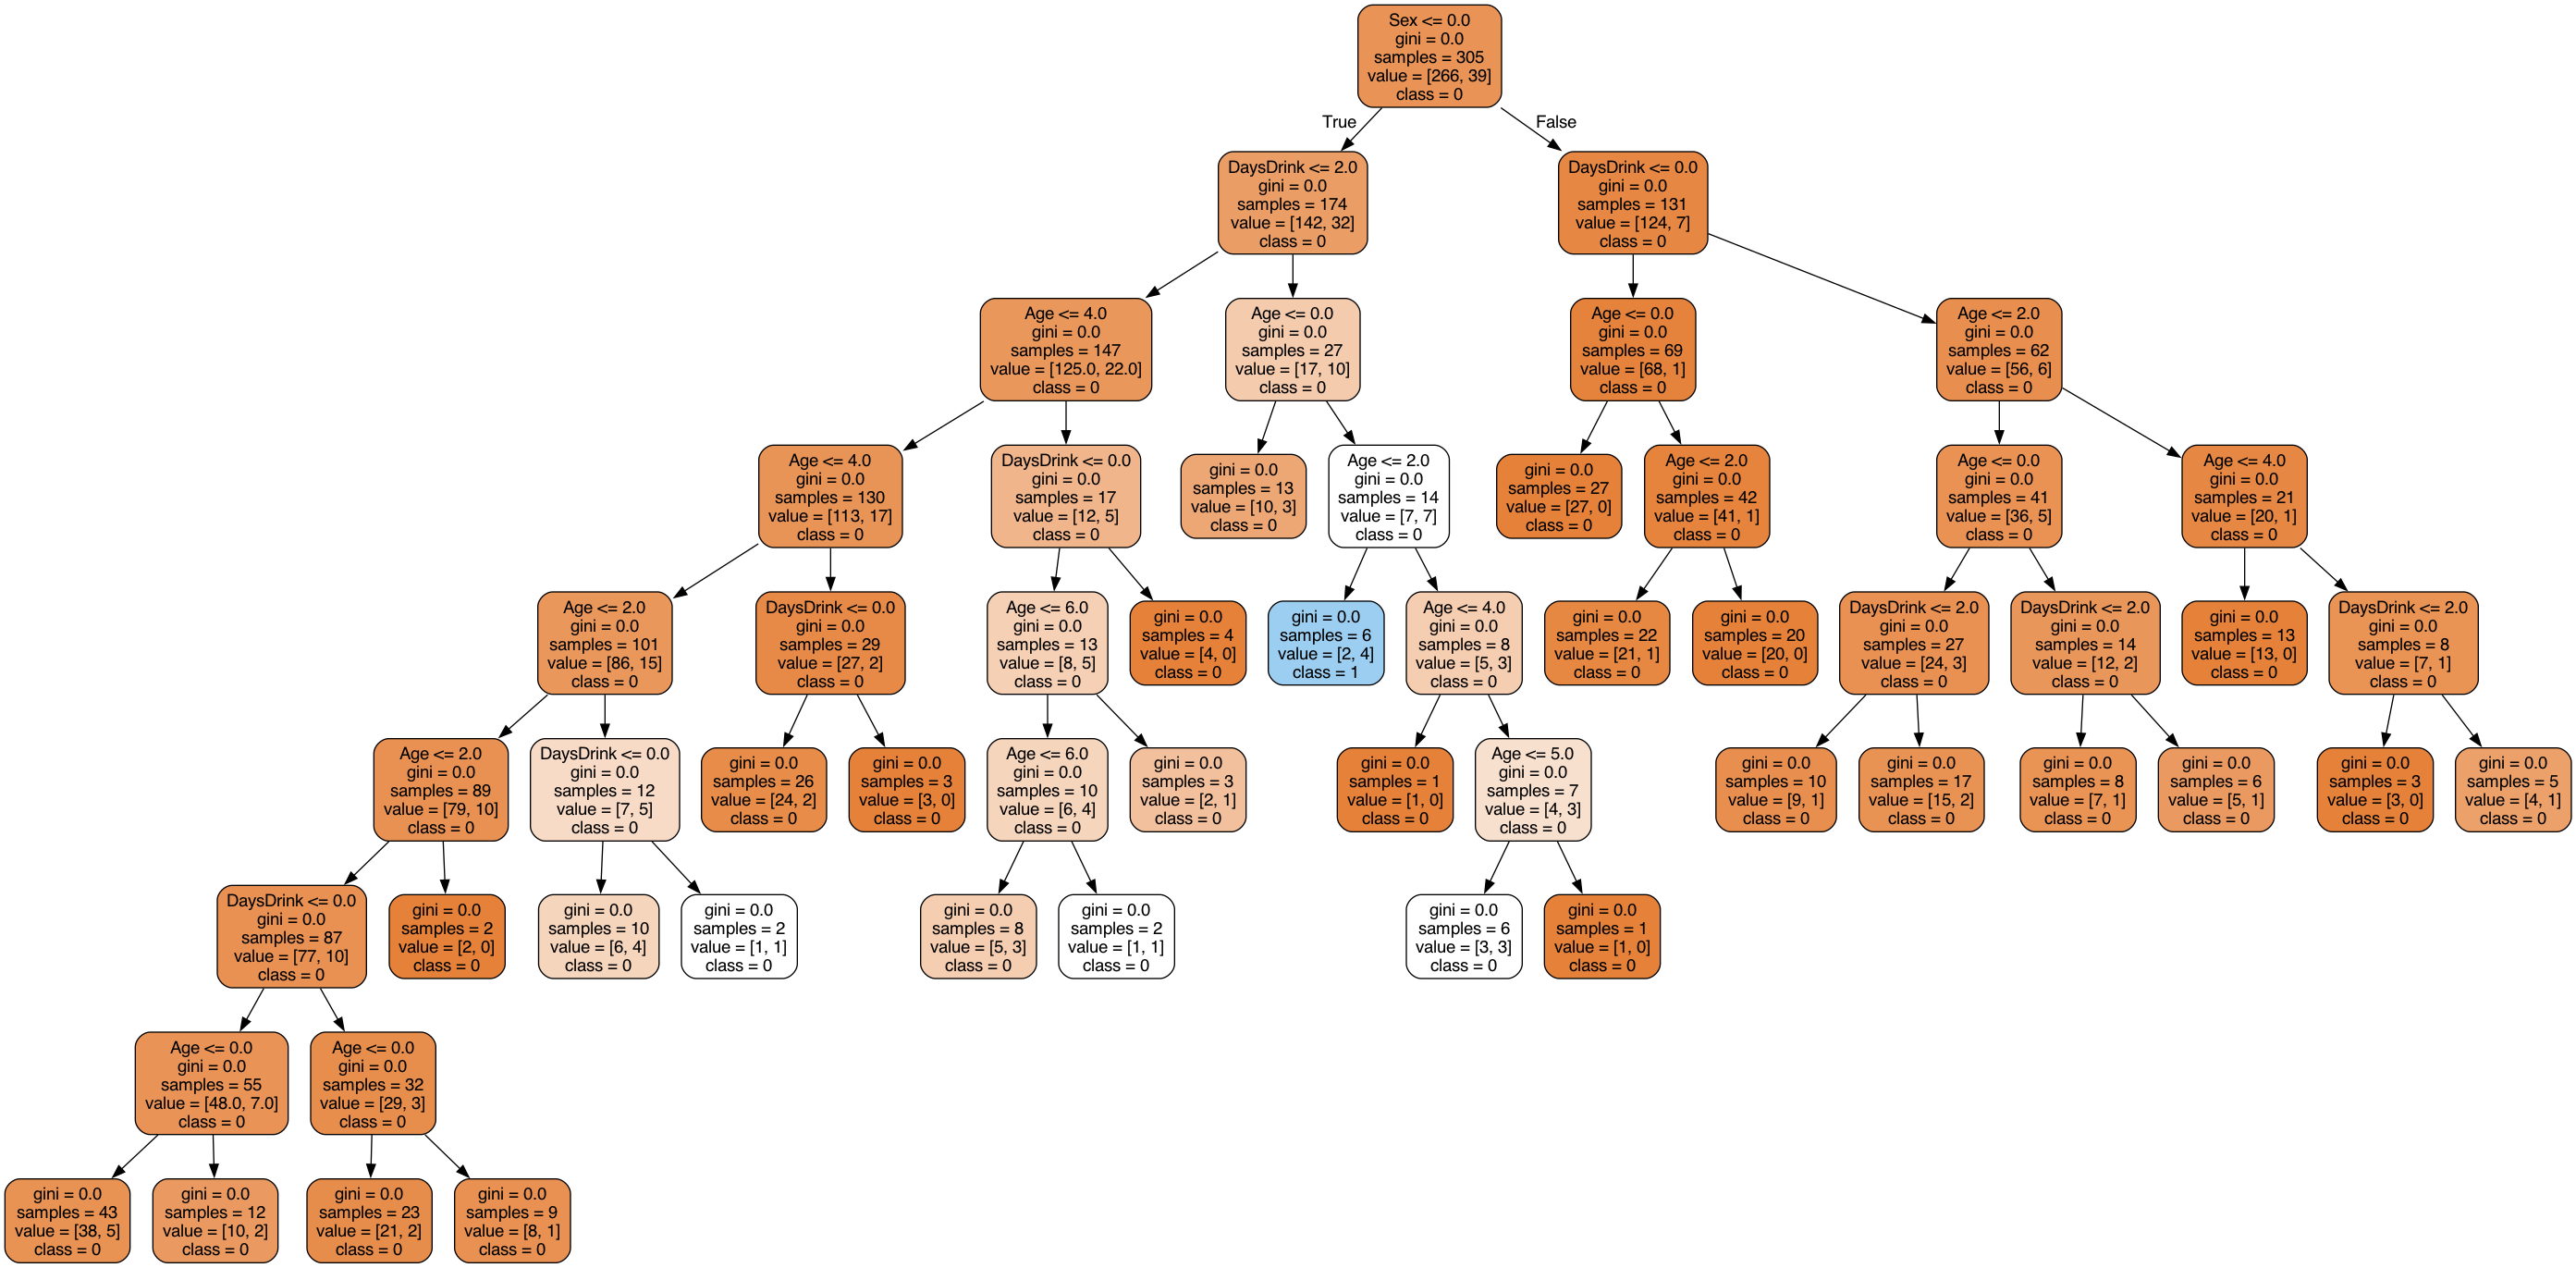 Sex <= 0.0
gini = 0.0
samples = 305
value = [266, 39]
class = 0
True
False
DaysDrink <= 2.0
gini = 0.0
samples = 174
value = [142, 32]
class = 0
DaysDrink <= 0.0
gini = 0.0
samples = 131
value = [124, 7]
class = 0
Age <= 4.0
gini = 0.0
samples = 147
value = [125.0, 22.0]
class = 0
Age <= 0.0
gini = 0.0
samples = 27
value = [17, 10]
class = 0
Age <= 0.0
gini = 0.0
samples = 69
value = [68, 1]
class = 0
Age <= 2.0
gini = 0.0
samples = 62
value = [56, 6]
class = 0
Age <= 4.0
gini = 0.0
samples = 130
value = [113, 17]
class = 0
DaysDrink <= 0.0
gini = 0.0
samples = 17
value = [12, 5]
class = 0
gini = 0.0
samples = 13
value = [10, 3]
class = 0
Age <= 2.0
gini = 0.0
samples = 14
value = [7, 7]
class = 0
gini = 0.0
samples = 27
value = [27, 0]
class = 0
Age <= 2.0
gini = 0.0
samples = 42
value = [41, 1]
class = 0
Age <= 0.0
gini = 0.0
samples = 41
value = [36, 5]
class = 0
Age <= 4.0
gini = 0.0
samples = 21
value = [20, 1]
class = 0
Age <= 2.0
gini = 0.0
samples = 101
value = [86, 15]
class = 0
DaysDrink <= 0.0
gini = 0.0
samples = 29
value = [27, 2]
class = 0
Age <= 6.0
gini = 0.0
samples = 13
value = [8, 5]
class = 0
gini = 0.0
samples = 4
value = [4, 0]
class = 0
gini = 0.0
samples = 6
value = [2, 4]
class = 1
Age <= 4.0
gini = 0.0
samples = 8
value = [5, 3]
class = 0
gini = 0.0
samples = 22
value = [21, 1]
class = 0
gini = 0.0
samples = 20
value = [20, 0]
class = 0
DaysDrink <= 2.0
gini = 0.0
samples = 27
value = [24, 3]
class = 0
DaysDrink <= 2.0
gini = 0.0
samples = 14
value = [12, 2]
class = 0
gini = 0.0
samples = 13
value = [13, 0]
class = 0
DaysDrink <= 2.0
gini = 0.0
samples = 8
value = [7, 1]
class = 0
Age <= 2.0
gini = 0.0
samples = 89
value = [79, 10]
class = 0
DaysDrink <= 0.0
gini = 0.0
samples = 12
value = [7, 5]
class = 0
gini = 0.0
samples = 26
value = [24, 2]
class = 0
gini = 0.0
samples = 3
value = [3, 0]
class = 0
Age <= 6.0
gini = 0.0
samples = 10
value = [6, 4]
class = 0
gini = 0.0
samples = 3
value = [2, 1]
class = 0
gini = 0.0
samples = 1
value = [1, 0]
class = 0
Age <= 5.0
gini = 0.0
samples = 7
value = [4, 3]
class = 0
gini = 0.0
samples = 10
value = [9, 1]
class = 0
gini = 0.0
samples = 17
value = [15, 2]
class = 0
gini = 0.0
samples = 8
value = [7, 1]
class = 0
gini = 0.0
samples = 6
value = [5, 1]
class = 0
gini = 0.0
samples = 3
value = [3, 0]
class = 0
gini = 0.0
samples = 5
value = [4, 1]
class = 0
DaysDrink <= 0.0
gini = 0.0
samples = 87
value = [77, 10]
class = 0
gini = 0.0
samples = 2
value = [2, 0]
class = 0
gini = 0.0
samples = 10
value = [6, 4]
class = 0
gini = 0.0
samples = 2
value = [1, 1]
class = 0
gini = 0.0
samples = 8
value = [5, 3]
class = 0
gini = 0.0
samples = 2
value = [1, 1]
class = 0
gini = 0.0
samples = 6
value = [3, 3]
class = 0
gini = 0.0
samples = 1
value = [1, 0]
class = 0
Age <= 0.0
gini = 0.0
samples = 55
value = [48.0, 7.0]
class = 0
Age <= 0.0
gini = 0.0
samples = 32
value = [29, 3]
class = 0
gini = 0.0
samples = 43
value = [38, 5]
class = 0
gini = 0.0
samples = 12
value = [10, 2]
class = 0
gini = 0.0
samples = 23
value = [21, 2]
class = 0
gini = 0.0
samples = 9
value = [8, 1]
class = 0